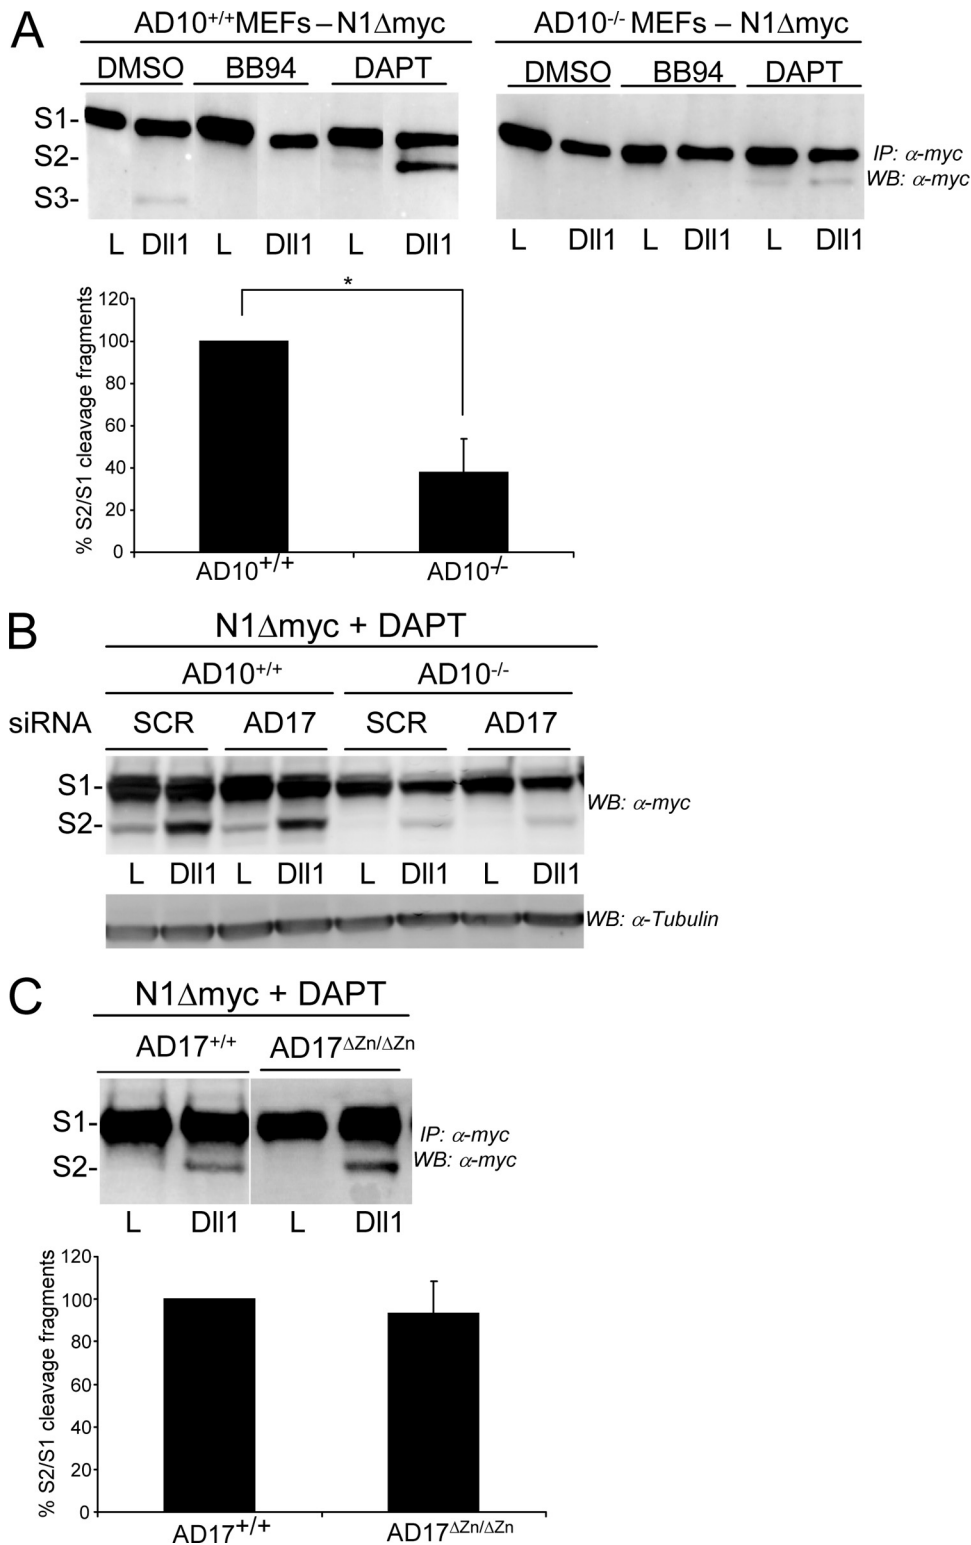 A
AD10+/+MEFs – N1Δmyc
AD10-/- MEFs – N1Δmyc
DMSO BB94 DAPT
DMSO BB94 DAPT
S1-
S2-
S3-
IP: α-myc
WB: α-myc
L Dll1 L Dll1 L Dll1
L Dll1 L Dll1 L Dll1
% S2/S1 cleavage fragments
120
100
80
60
40
20
0
*
AD10+/+
AD10-/-
B
N1Δmyc + DAPT
AD10+/+
AD10-/-
siRNA SCR AD17 SCR AD17
S1-
S2-
WB: α-myc
L Dll1 L Dll1 L Dll1 L Dll1
WB: α-Tubulin
C
N1Δmyc + DAPT
AD17+/+
AD17ΔZn/ΔZn
S1-
S2-
IP: α-myc
WB: α-myc
L Dll1 L Dll1
% S2/S1 cleavage fragments
120
100
80
60
40
20
0
AD17+/+
AD17ΔZn/ΔZn